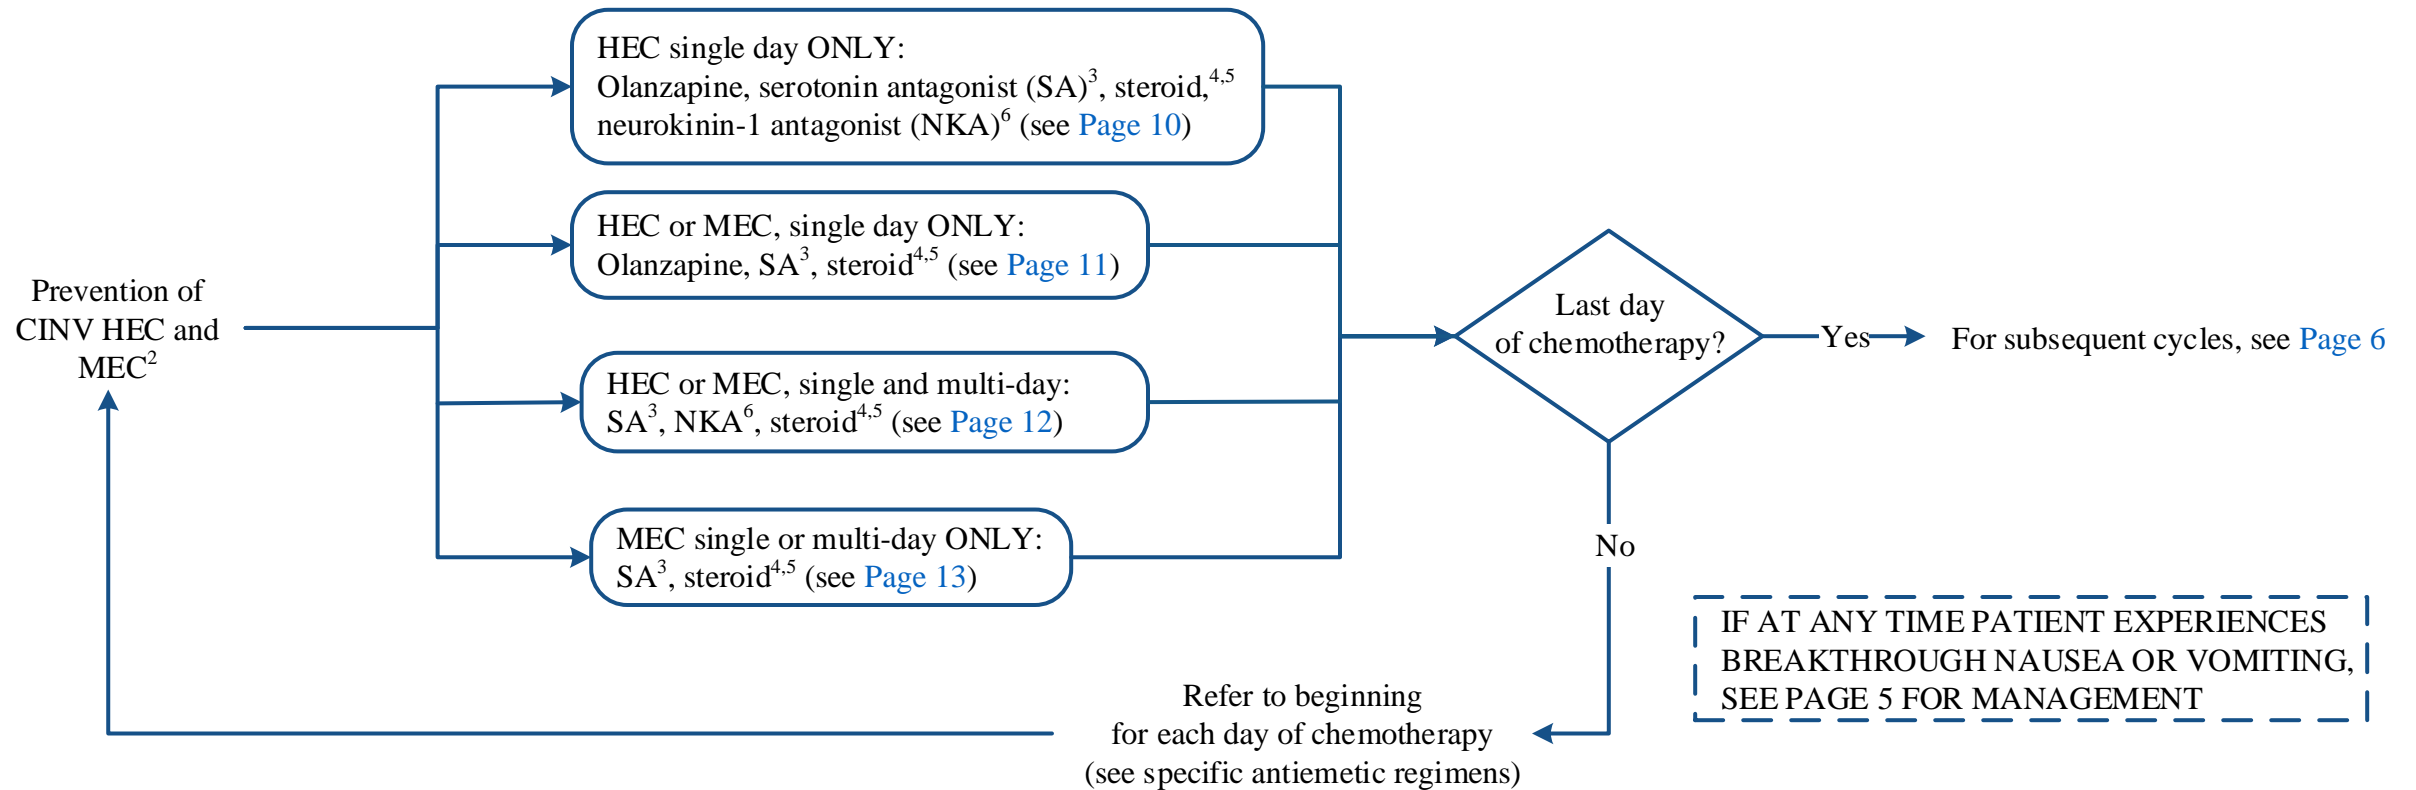 HEC single day ONLY:
Olanzapine, serotonin antagonist (SA)3, steroid,4,5
neurokinin-1 antagonist (NKA)6 (see Page 10)
HEC or MEC, single day ONLY:
Olanzapine, SA3, steroid4,5 (see Page 11)
Prevention of
CINV HEC and
MEC2
HEC or MEC, single and multi-day:
SA3, NKA6, steroid4,5 (see Page 12)
MEC single or multi-day ONLY:
SA3, steroid4,5 (see Page 13)
Last day
of chemotherapy?
Yes
For subsequent cycles, see Page 6
No
Refer to beginning
for each day of chemotherapy
(see specific antiemetic regimens)
IF AT ANY TIME PATIENT EXPERIENCES
BREAKTHROUGH NAUSEA OR VOMITING,
SEE PAGE 5 FOR MANAGEMENT